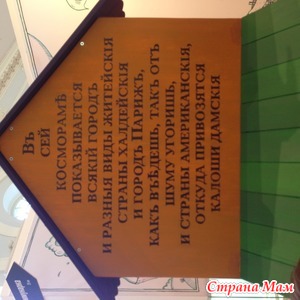 Въ
сей
космораме
показывается
всякiй городъ
и разныя виды житейскiя
страны халдейскiя
и городъ Парижъ,
какъ въѣдешь, такъ отъ
шуму угоришь,
и страны американскiя,
откуда привозятся
калоши дамскiя
Страна Мам